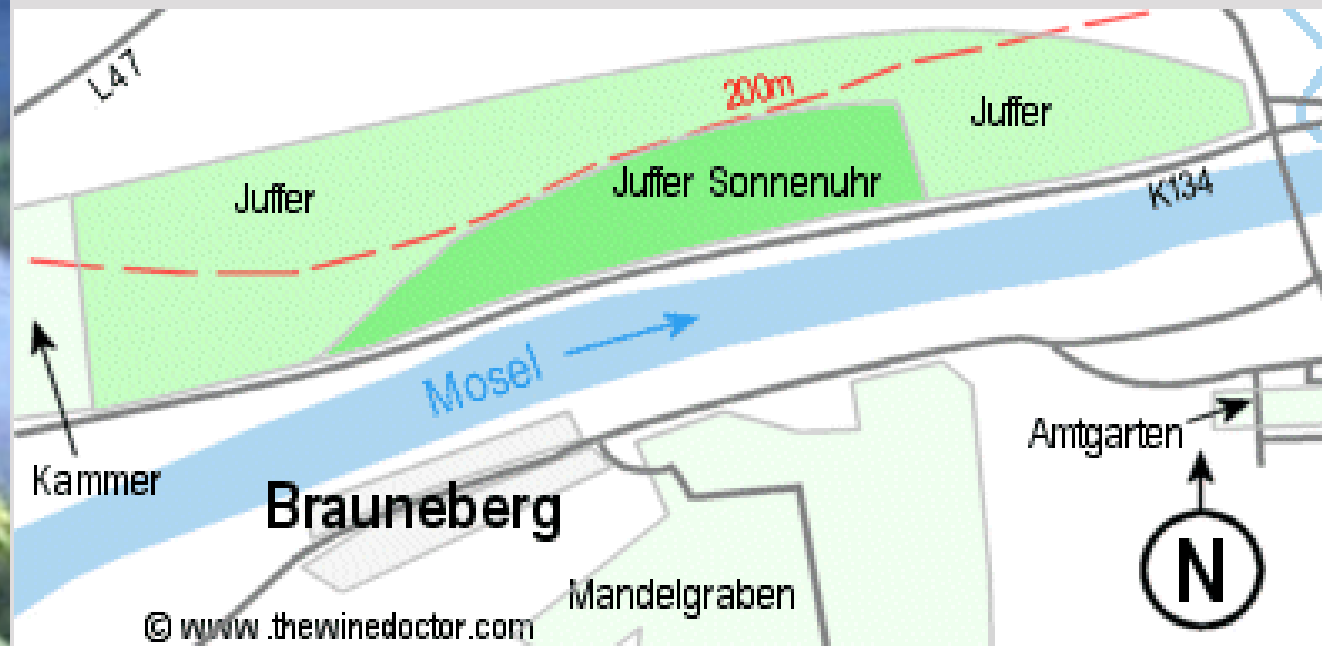 L47
200m
Juffer
Juffer
Juffer Sonnenuhr
K134
Mosel
Amtgarten
Kammer
Brauneberg
N
Mandelgraben
© www.thewinedoctor.com